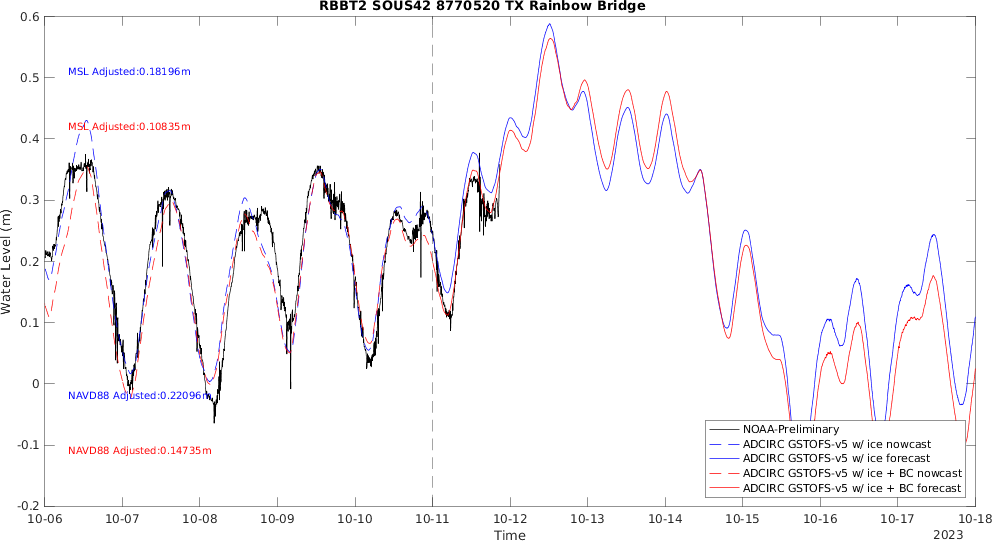 RBBT2 SOUS42 8770520 TX Rainbow Bridge
0.6
MSL Adjusted:0.18196m
0.5
MSL Adjusted:0.10835m
0.4
0.3
Water Level (m)
0.2
0.1
0
NAVD88 Adjusted:0.22096m
-0.1
NAVD88 Adjusted:0.14735m
-0.2
NOAA-Preliminary
ADCIRC GSTOFS-v5 w/ ice nowcast
ADCIRC GSTOFS-v5 w/ ice forecast
ADCIRC GSTOFS-v5 w/ ice + BC nowcast
ADCIRC GSTOFS-v5 w/ ice + BC forecast
10-06 10-07 10-08 10-09 10-10 10-11 10-12 10-13 10-14 10-15 10-16 10-17 10-18
Time
2023